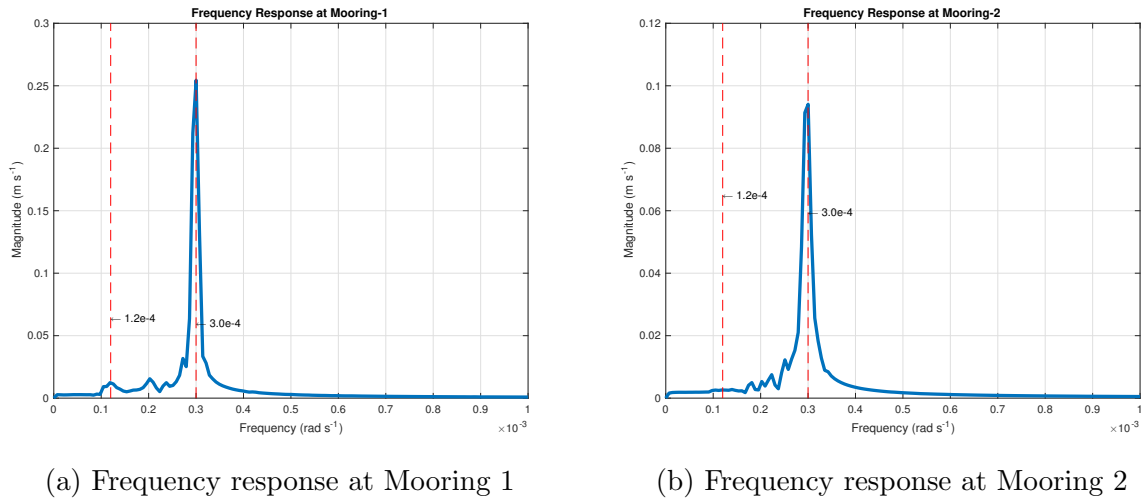 Frequency Response at Mooring-1
0.3
0.25
0.2
0.15
0.1
0.05
0
Magnitude (m s⁻¹)
← 1.2e-4
← 3.0e-4
0 0.1 0.2 0.3 0.4 0.5 0.6 0.7 0.8 0.9 1
×10⁻³
Frequency (rad s⁻¹)
(a) Frequency response at Mooring 1
Frequency Response at Mooring-2
0.12
0.1
0.08
0.06
0.04
0.02
0
Magnitude (m s⁻¹)
← 1.2e-4
← 3.0e-4
0 0.1 0.2 0.3 0.4 0.5 0.6 0.7 0.8 0.9 1
×10⁻³
Frequency (rad s⁻¹)
(b) Frequency response at Mooring 2